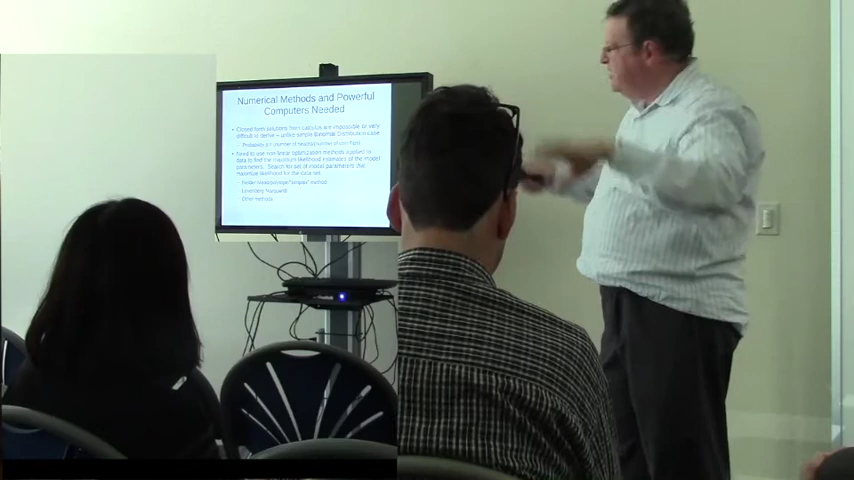 Numerical Methods and Powerful
Computers Needed
Closed form solutions from calculus are impossible or very
difficult – unlike simple Binomial Distribution case
Need to use non-linear optimization methods applied to
data to find the maximum likelihood estimates of the model
parameters. Search for set of model parameters that
maximum likelihood for the data set.
method
Levenberg Marquardt
Other methods